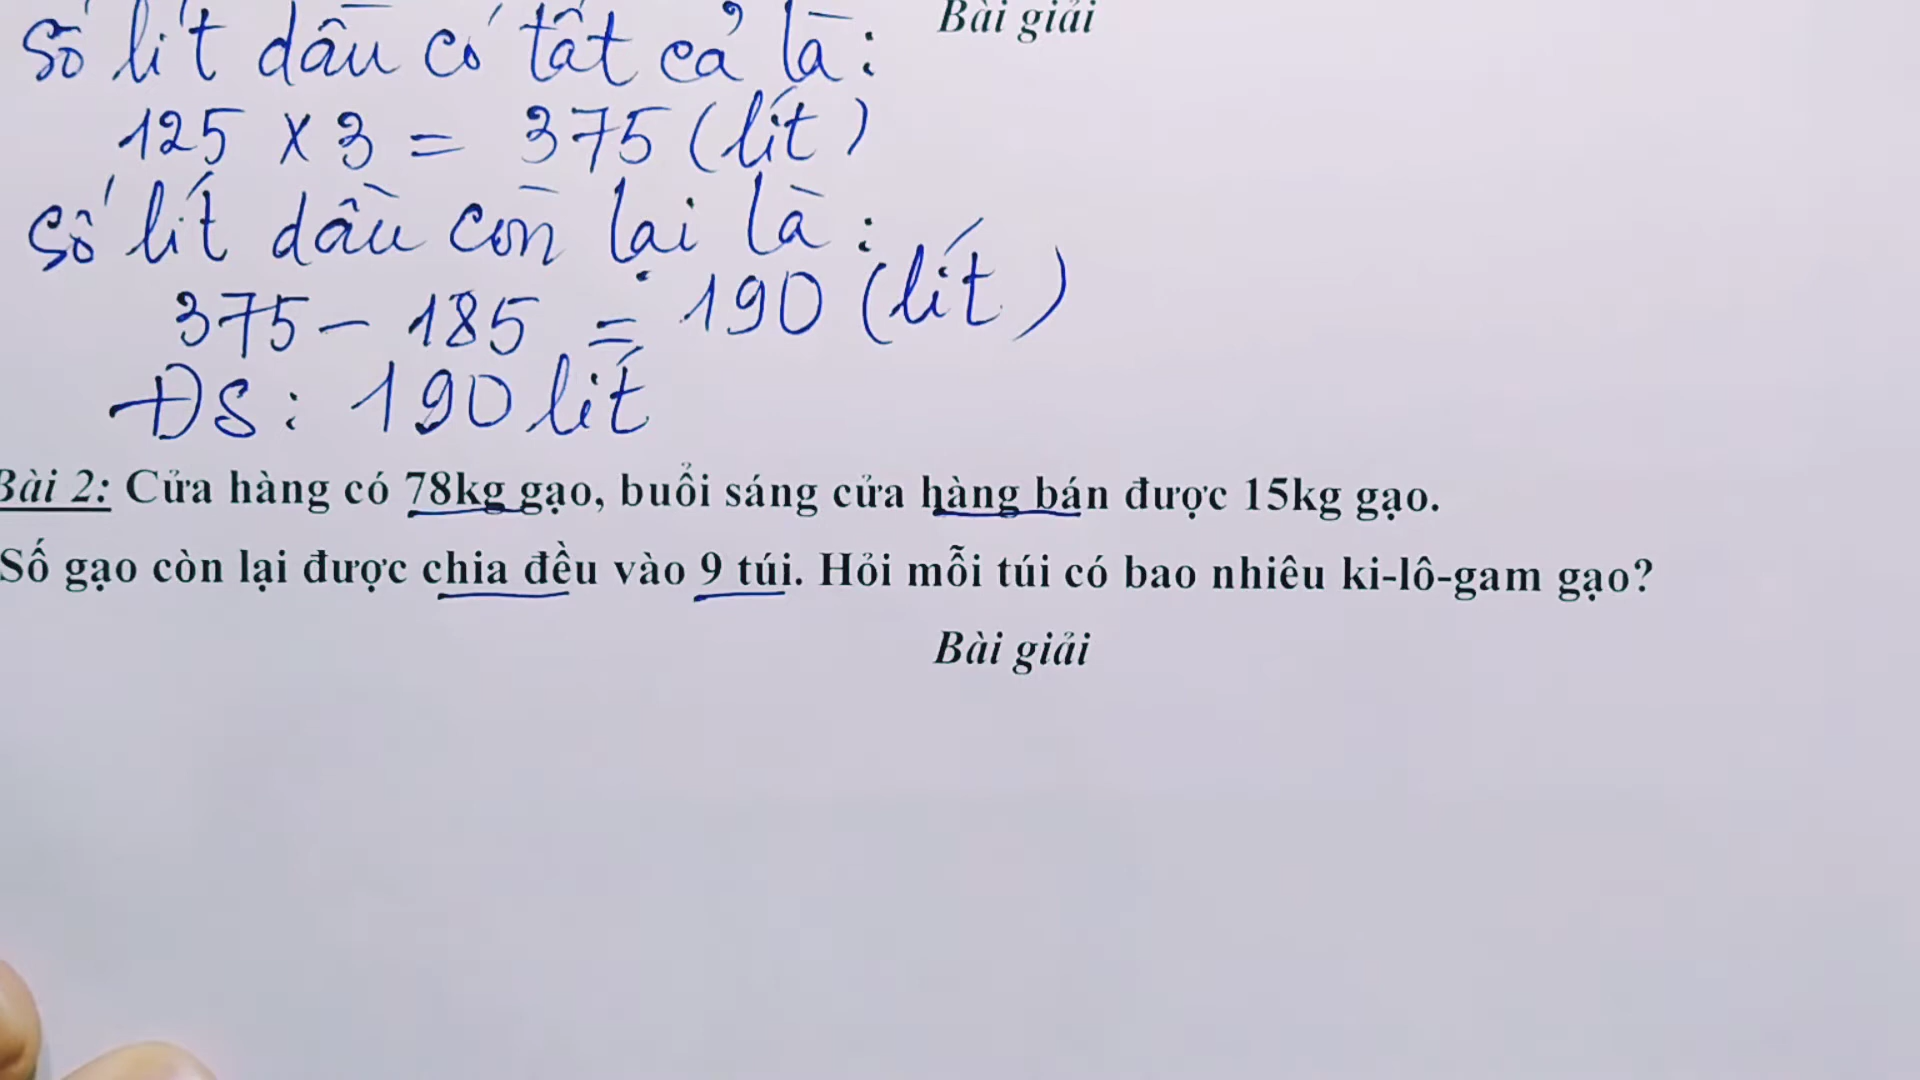 Bài giải
Số lít dầu có tất cả là:
125 x 3 = 375 (lít)
Số lít dầu còn lại là:
375 - 185 = 190 (lít)
ĐS: 190 lít
Bài 2: Cửa hàng có 78kg gạo, buổi sáng cửa hàng bán được 15kg gạo.
Số gạo còn lại được chia đều vào 9 túi. Hỏi mỗi túi có bao nhiêu ki-lô-gam gạo?
Bài giải